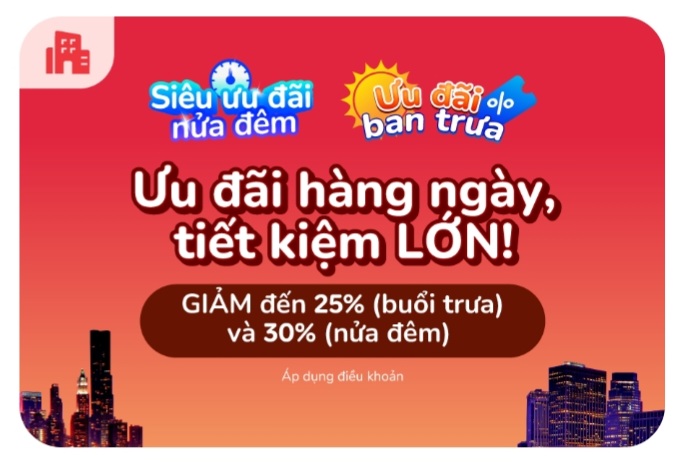 Siêu ưu đãi
nửa đêm
Ưu đãi %
ban trưa
Ưu đãi hàng ngày,
tiết kiệm LỚN!
GIẢM đến 25% (buổi trưa)
và 30% (nửa đêm)
Áp dụng điều khoản